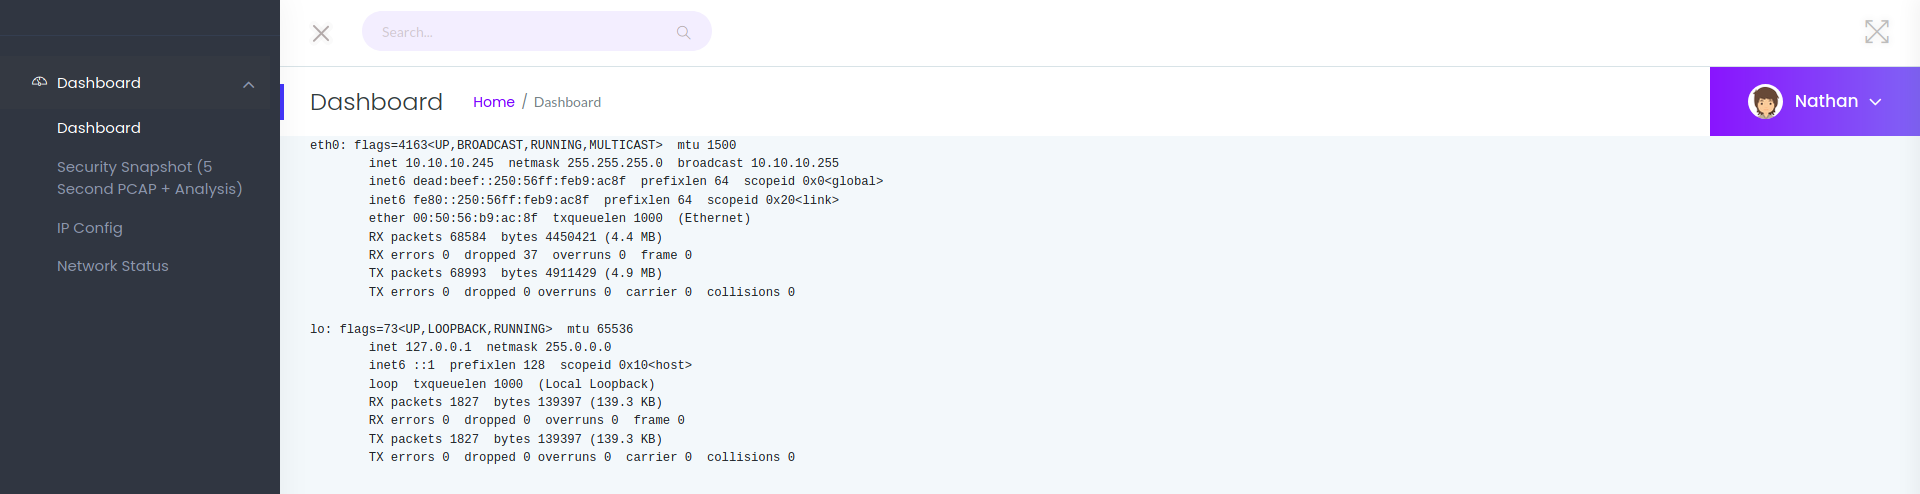 Search...
Dashboard
Dashboard
Security Snapshot (5
Second PCAP + Analysis)
IP Config
Network Status
Dashboard Home / Dashboard
Nathan
eth0: flags=4163<UP,BROADCAST,RUNNING,MULTICAST>  mtu 1500
        inet 10.10.10.245  netmask 255.255.255.0  broadcast 10.10.10.255
        inet6 dead:beef::250:56ff:feb9:ac8f  prefixlen 64  scopeid 0x0<global>
        inet6 fe80::250:56ff:feb9:ac8f  prefixlen 64  scopeid 0x20<link>
        ether 00:50:56:b9:ac:8f  txqueuelen 1000  (Ethernet)
        RX packets 68584  bytes 4450421 (4.4 MB)
        RX errors 0  dropped 37  overruns 0  frame 0
        TX packets 68993  bytes 4911429 (4.9 MB)
        TX errors 0  dropped 0 overruns 0  carrier 0  collisions 0
lo: flags=73<UP,LOOPBACK,RUNNING>  mtu 65536
        inet 127.0.0.1  netmask 255.0.0.0
        inet6 ::1  prefixlen 128  scopeid 0x10<host>
        loop  txqueuelen 1000  (Local Loopback)
        RX packets 1827  bytes 139397 (139.3 KB)
        RX errors 0  dropped 0  overruns 0  frame 0
        TX packets 1827  bytes 139397 (139.3 KB)
        TX errors 0  dropped 0 overruns 0  carrier 0  collisions 0